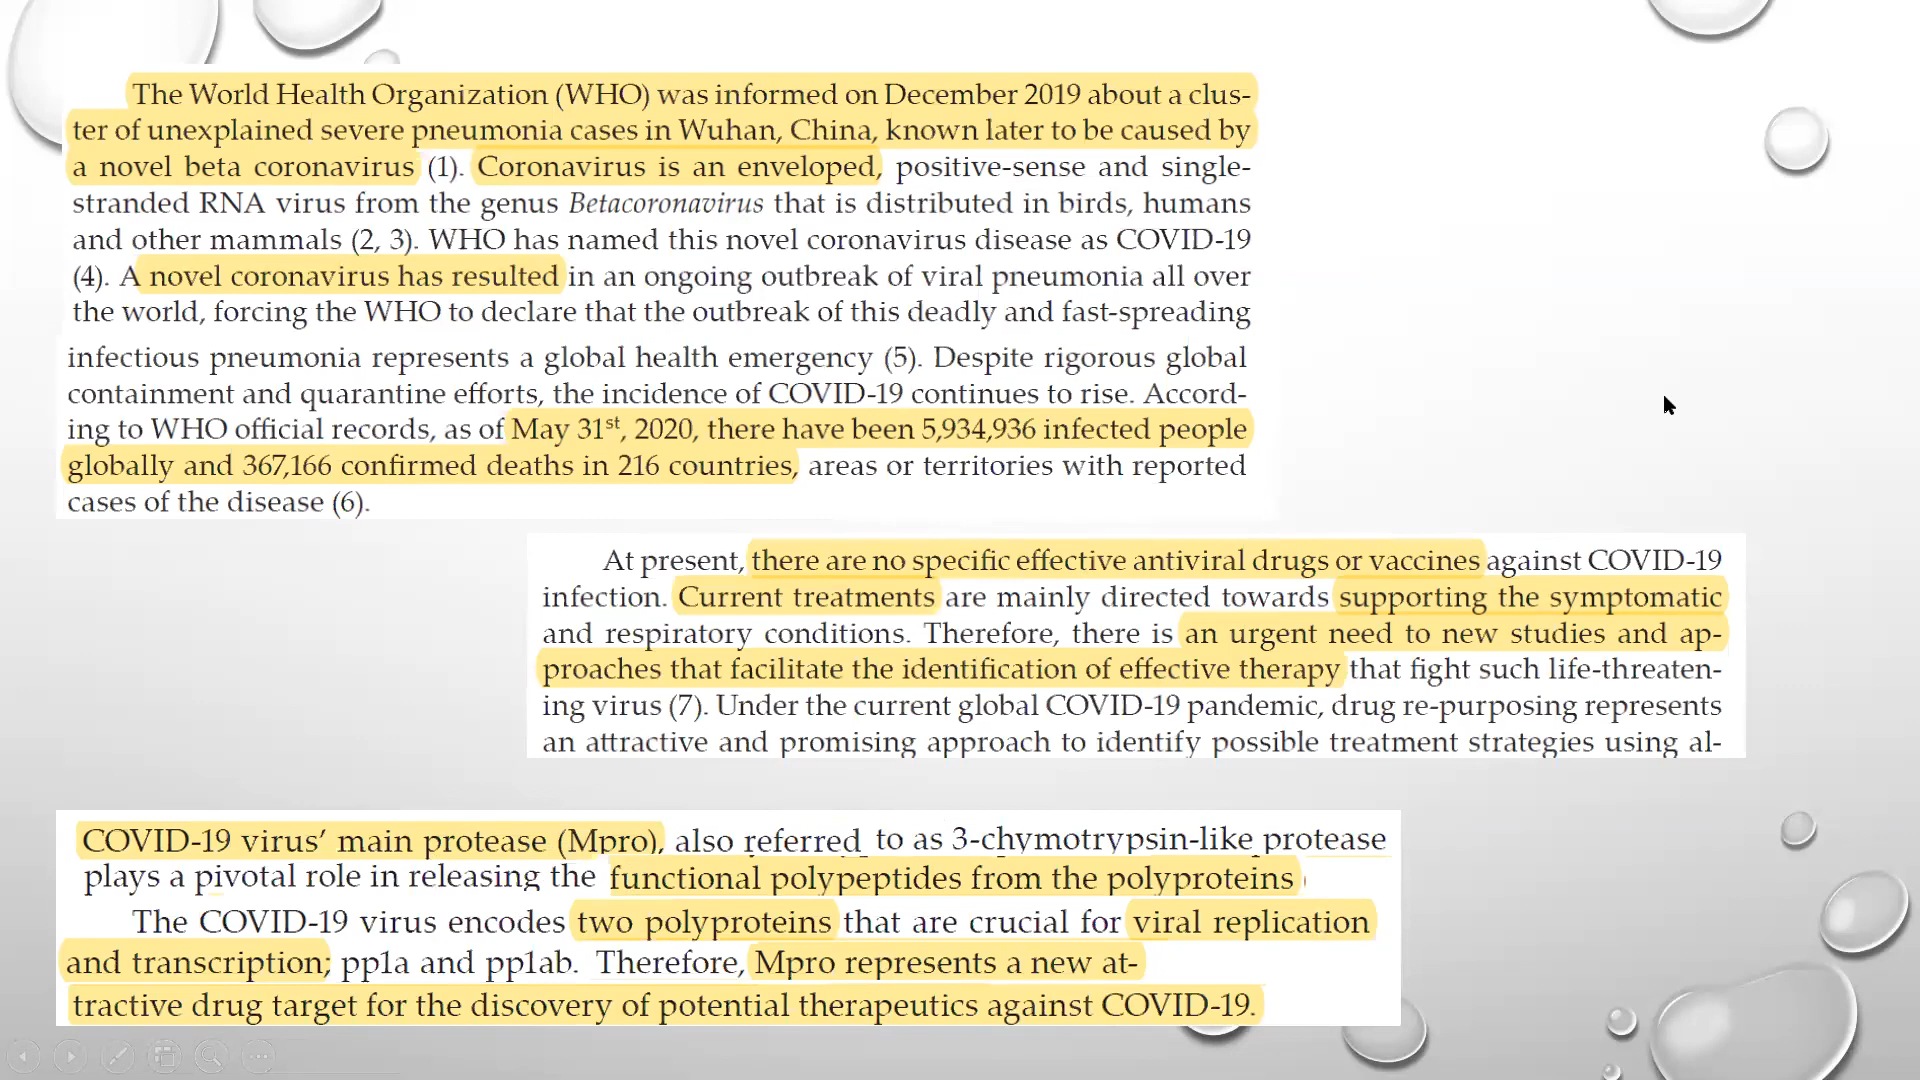 The World Health Organization (WHO) was informed on December 2019 about a clus-
ter of unexplained severe pneumonia cases in Wuhan, China, known later to be caused by
a novel beta coronavirus (1). Coronavirus is an enveloped, positive-sense and single-
stranded RNA virus from the genus Betacoronavirus that is distributed in birds, humans
and other mammals (2, 3). WHO has named this novel coronavirus disease as COVID-19
(4). A novel coronavirus has resulted in an ongoing outbreak of viral pneumonia all over
the world, forcing the WHO to declare that the outbreak of this deadly and fast-spreading
infectious pneumonia represents a global health emergency (5). Despite rigorous global
containment and quarantine efforts, the incidence of COVID-19 continues to rise. Accord-
ing to WHO official records, as of May 31st, 2020, there have been 5,934,936 infected people
globally and 367,166 confirmed deaths in 216 countries, areas or territories with reported
cases of the disease (6).
At present, there are no specific effective antiviral drugs or vaccines against COVID-19
infection. Current treatments are mainly directed towards supporting the symptomatic
and respiratory conditions. Therefore, there is an urgent need to new studies and ap-
proaches that facilitate the identification of effective therapy that fight such life-threaten-
ing virus (7). Under the current global COVID-19 pandemic, drug re-purposing represents
an attractive and promising approach to identify possible treatment strategies using al-
COVID-19 virus' main protease (Mpro), also referred to as 3-chymotrypsin-like protease
plays a pivotal role in releasing the functional polypeptides from the polyproteins
The COVID-19 virus encodes two polyproteins that are crucial for viral replication
and transcription; pp1a and pp1ab. Therefore, Mpro represents a new at-
tractive drug target for the discovery of potential therapeutics against COVID-19.